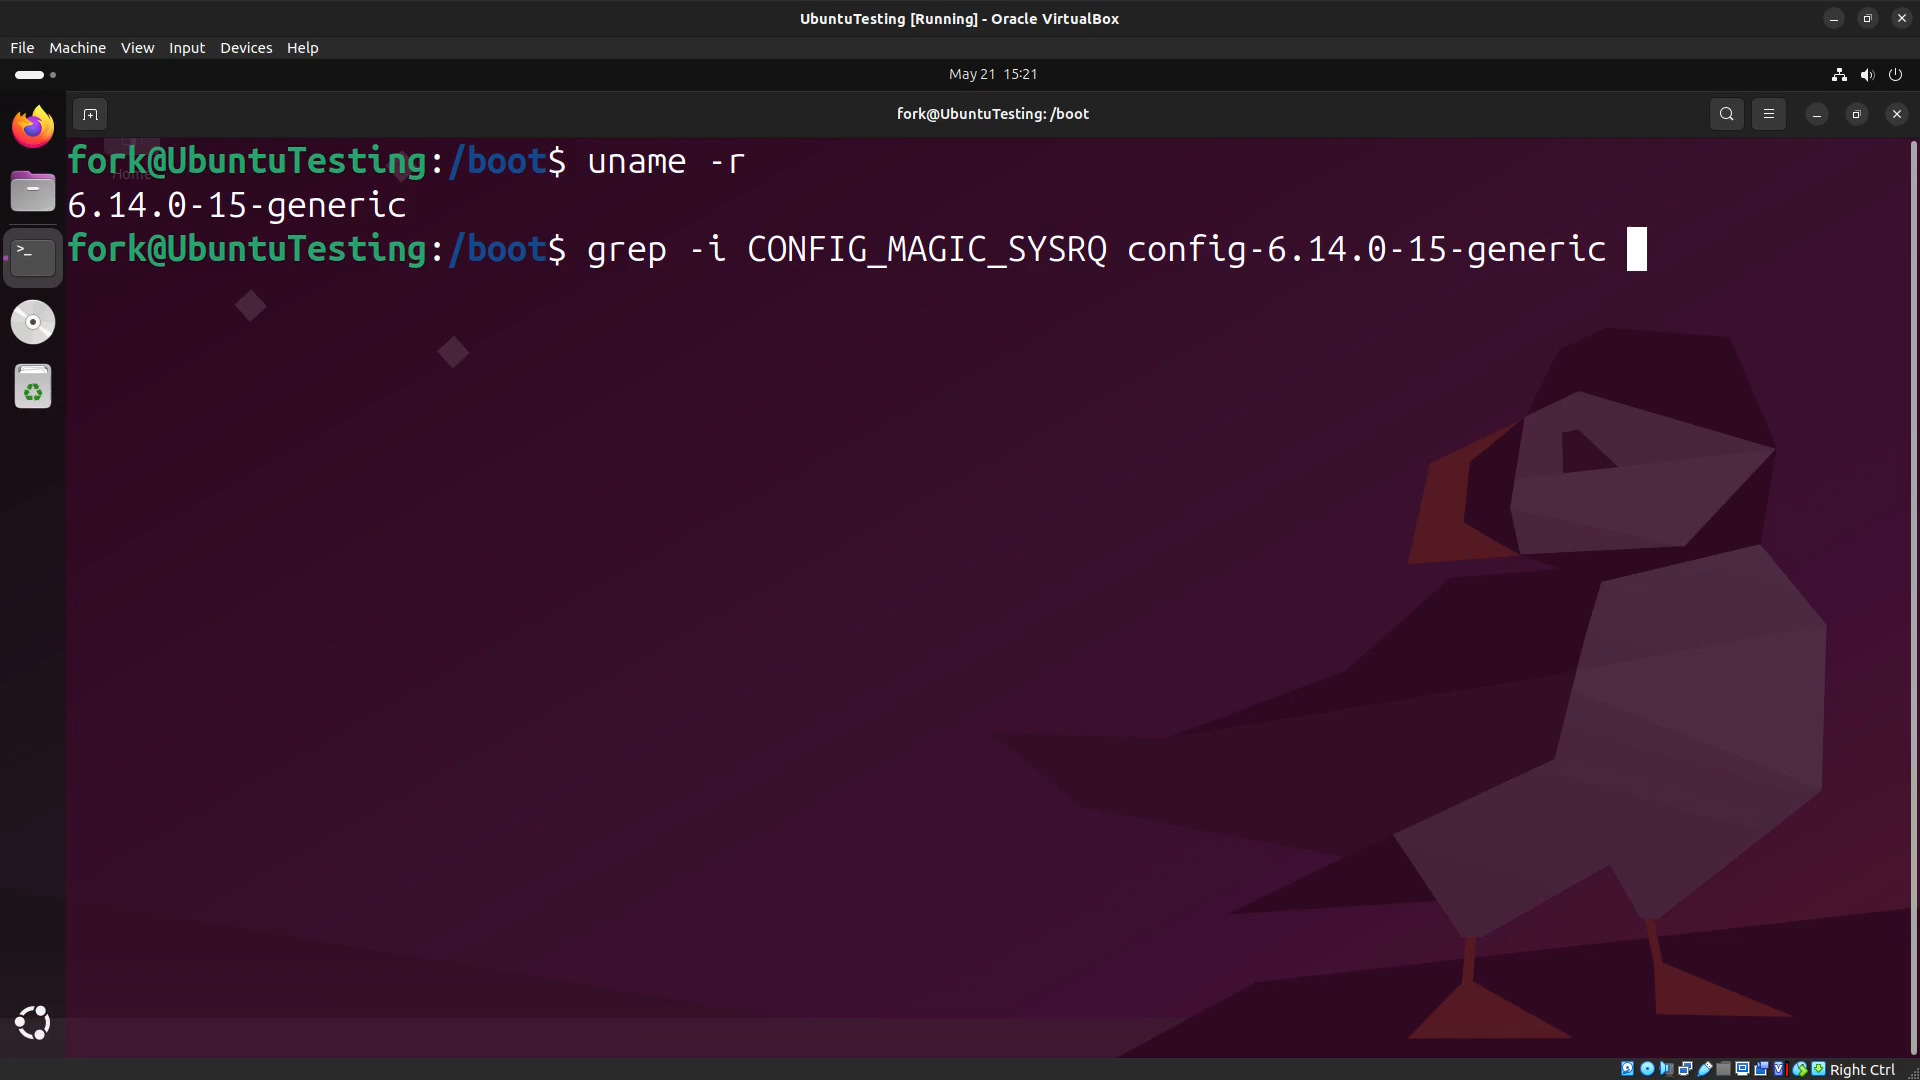 UbuntuTesting [Running] - Oracle VirtualBox
File Machine View Input Devices Help
May 21 15:21
fork@UbuntuTesting: /boot
Home
fork@UbuntuTesting:/boot$ uname -r
6.14.0-15-generic
fork@UbuntuTesting:/boot$ grep -i CONFIG_MAGIC_SYSRQ config-6.14.0-15-generic
Right Ctrl